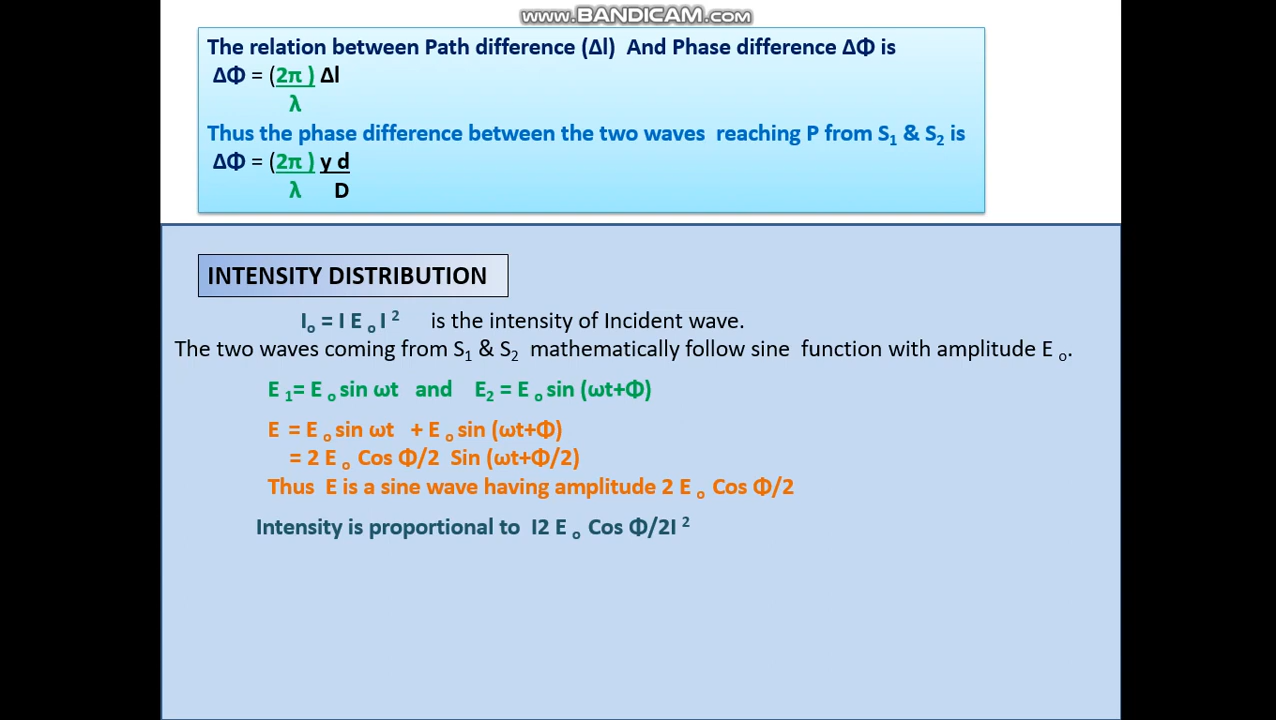 www.BANDICAM.com
The relation between Path difference (Δl) And Phase difference ΔΦ is
ΔΦ = (2π ) Δl
λ
Thus the phase difference between the two waves reaching P from S₁ & S₂ is
ΔΦ = (2π ) y d
λ D
INTENSITY DISTRIBUTION
Iₒ = I E ₒ I ² is the intensity of Incident wave.
The two waves coming from S₁ & S₂ mathematically follow sine function with amplitude E ₒ.
E ₁= E ₒ sin ωt and E₂ = E ₒ sin (ωt+Φ)
E = E ₒ sin ωt + E ₒ sin (ωt+Φ)
= 2 E ₒ Cos Φ/2 Sin (ωt+Φ/2)
Thus E is a sine wave having amplitude 2 E ₒ Cos Φ/2
Intensity is proportional to I2 E ₒ Cos Φ/2I ²